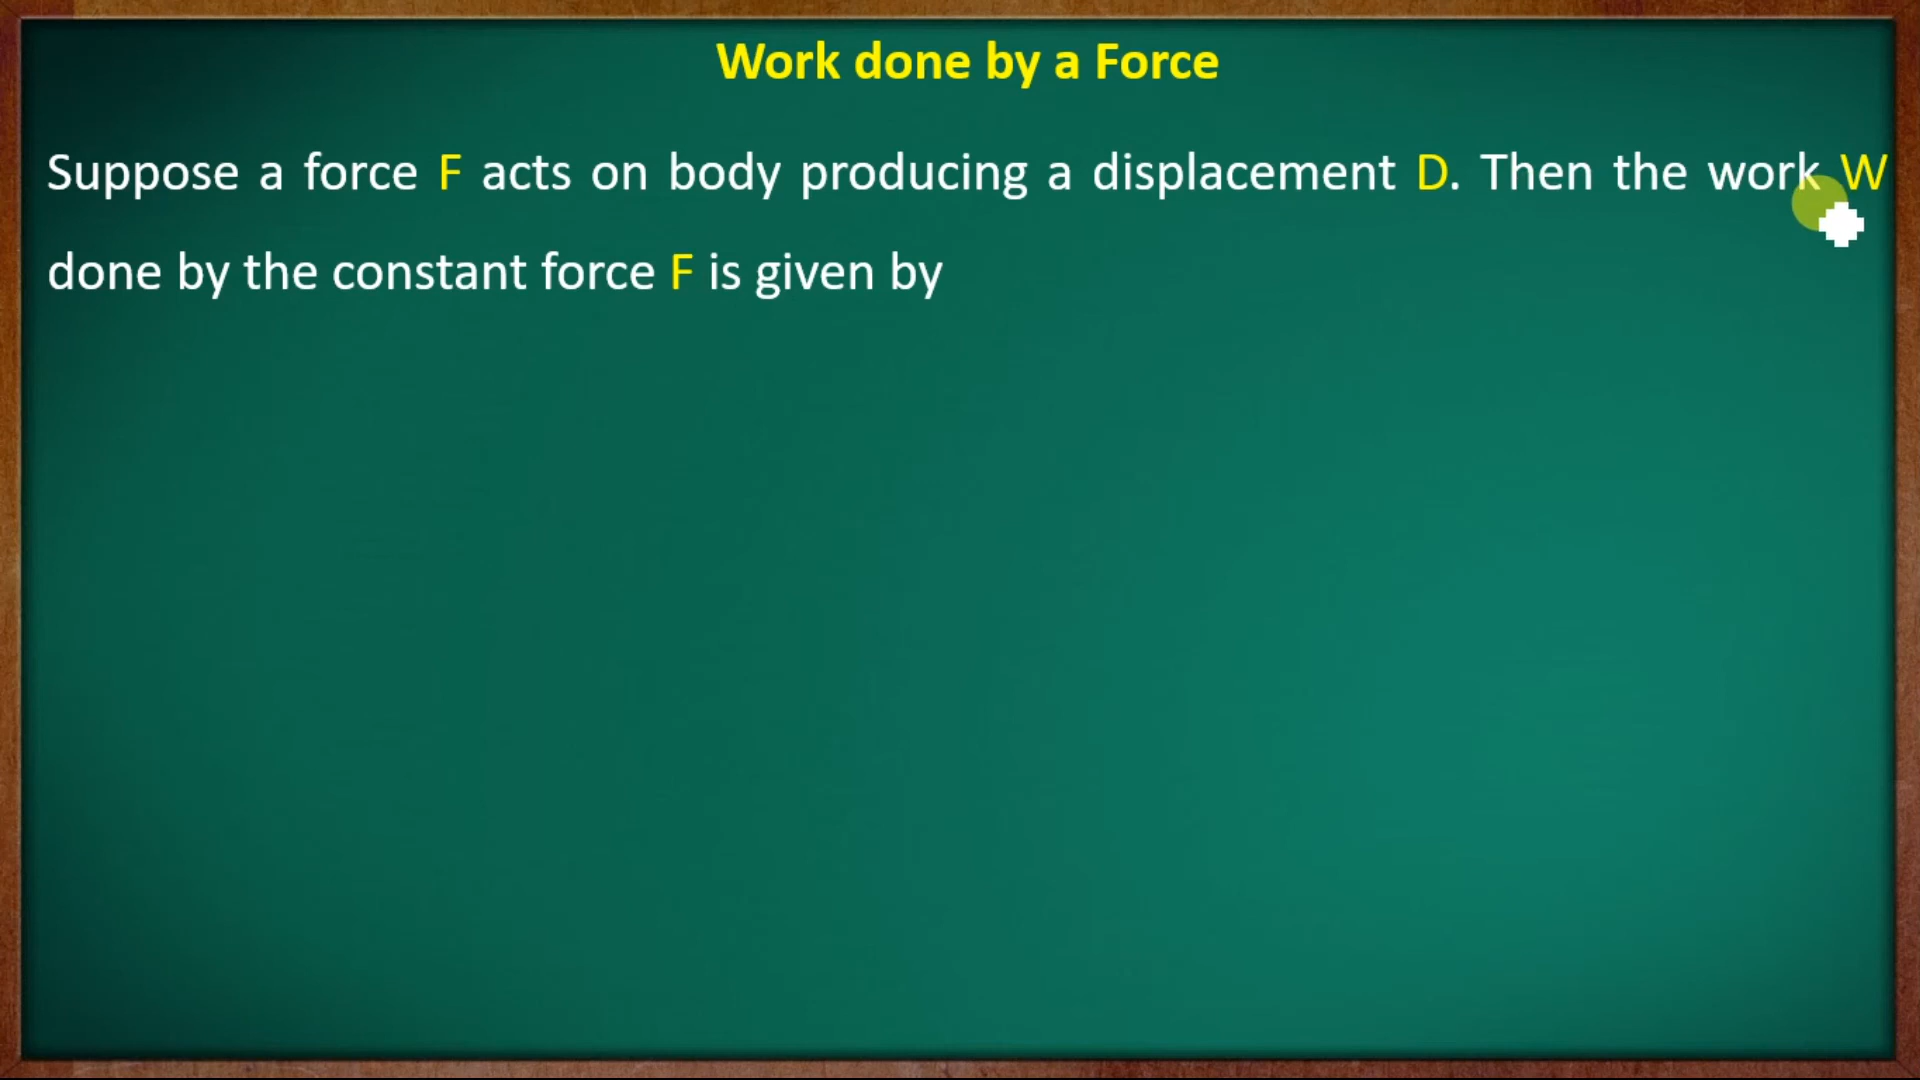 Work done by a Force
Suppose a force F acts on body producing a displacement D. Then the work W
done by the constant force F is given by